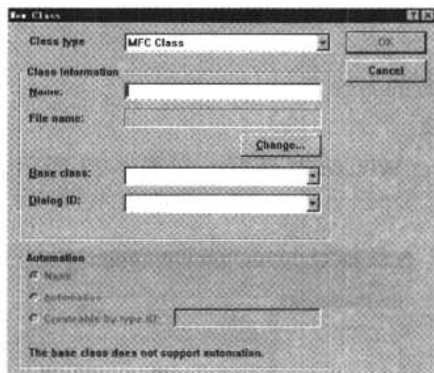 New Class
Class type
MFC Class
OK
Cancel
Class Information
Name:
File name:
Change...
Base class:
Dialog ID:
Automation
None
Automation
Createable by type ID:
The base class does not support automation.